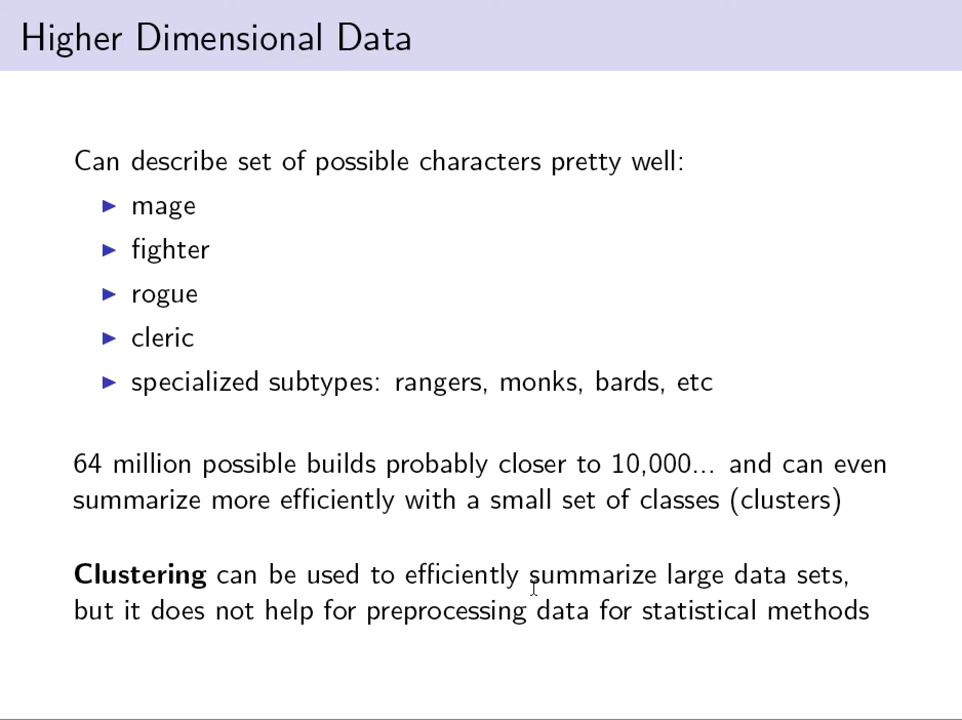 Higher Dimensional Data
Can describe set of possible characters pretty well:
mage
fighter
rogue
cleric
specialized subtypes: rangers, monks, bards, etc
64 million possible builds probably closer to 10,000... and can even
summarize more efficiently with a small set of classes (clusters)
Clustering can be used to efficiently summarize large data sets,
but it does not help for preprocessing data for statistical methods